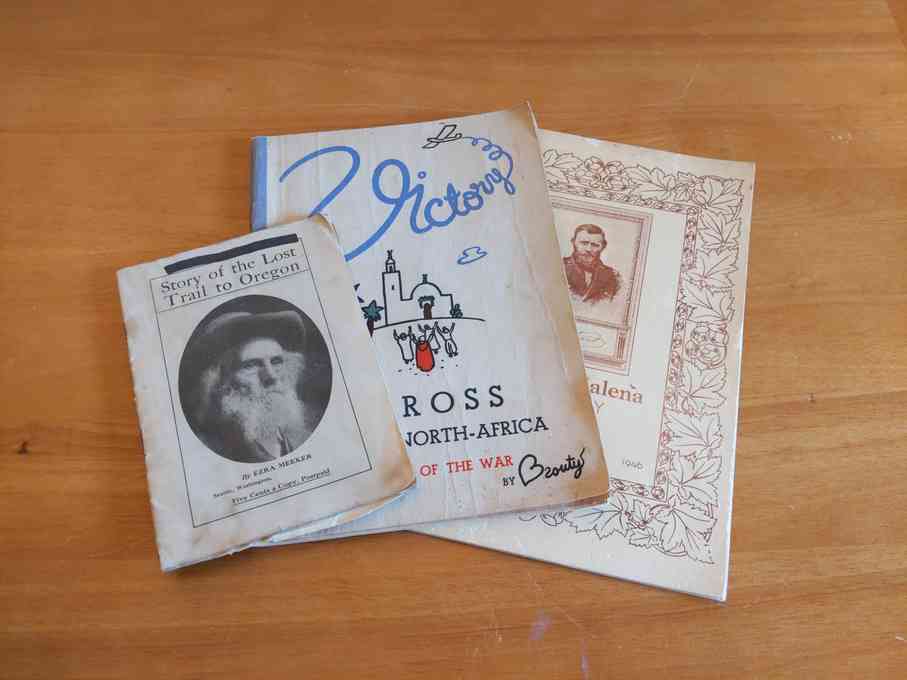 Story of the Lost
Trail to Oregon
By EZRA MEEKER
Seattle, Washington.
Five Cents a Copy, Postpaid
Victory
ROSS
NORTH-AFRICA
OF THE WAR
BY Brouty
alena
Y
1946